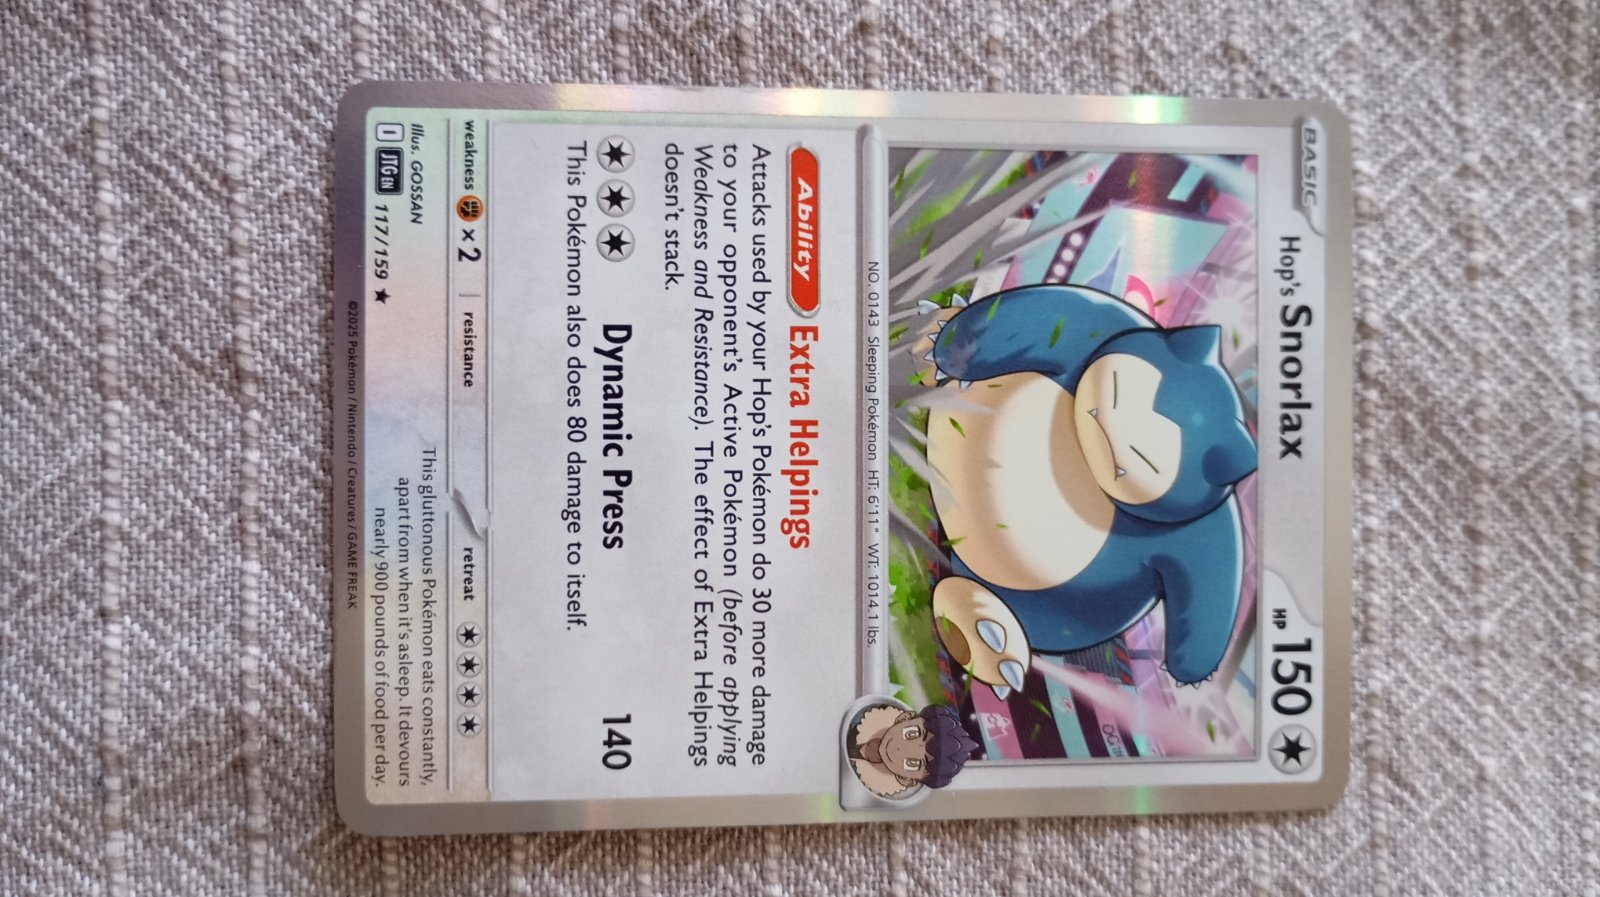 BASIC
Hop's Snorlax HP 150
NO. 0143 Sleeping Pokémon HT: 6'11" WT: 1014.1 lbs.
Ability Extra Helpings
Attacks used by your Hop's Pokémon do 30 more damage
to your opponent's Active Pokémon (before applying
Weakness and Resistance). The effect of Extra Helpings
doesn't stack.
Dynamic Press 140
This Pokémon also does 80 damage to itself.
weakness ×2 resistance retreat
Illus. GOSSAN
I JTG EN 117/159
This gluttonous Pokémon eats constantly,
apart from when it's asleep. It devours
nearly 900 pounds of food per day.
©2025 Pokémon / Nintendo / Creatures / GAME FREAK